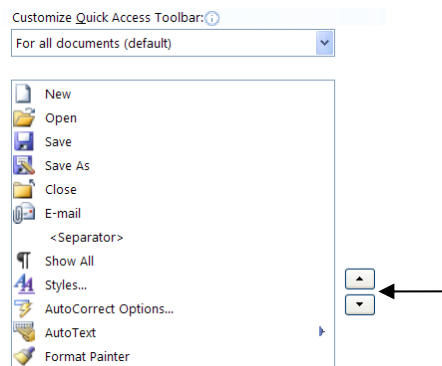 Customize Quick Access Toolbar:
For all documents (default)
New
Open
Save
Save As
Close
E-mail
<Separator>
Show All
Styles...
AutoCorrect Options...
AutoText
Format Painter